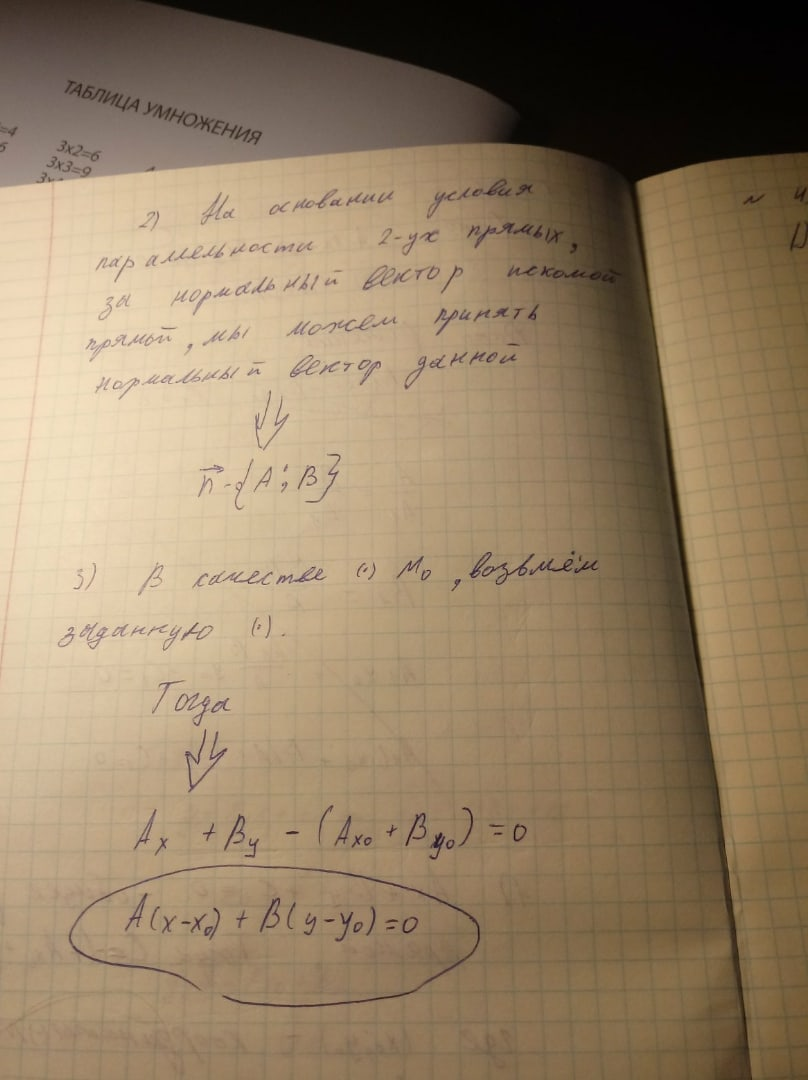 ТАБЛИЦА УМНОЖЕНИЯ
=4
3x2=6
3x3=9
2) На основании условия
параллельности 2-ух прямых,
за нормальный вектор искомой
прямой, мы можем принять
нормальный вектор данной
n⃗-{A;B}
3) В качестве (·) M₀, возьмём
заданную (·).
Тогда
Ax + By - (Ax₀ + By₀) = 0
A(x-x₀) + B(y-y₀) = 0